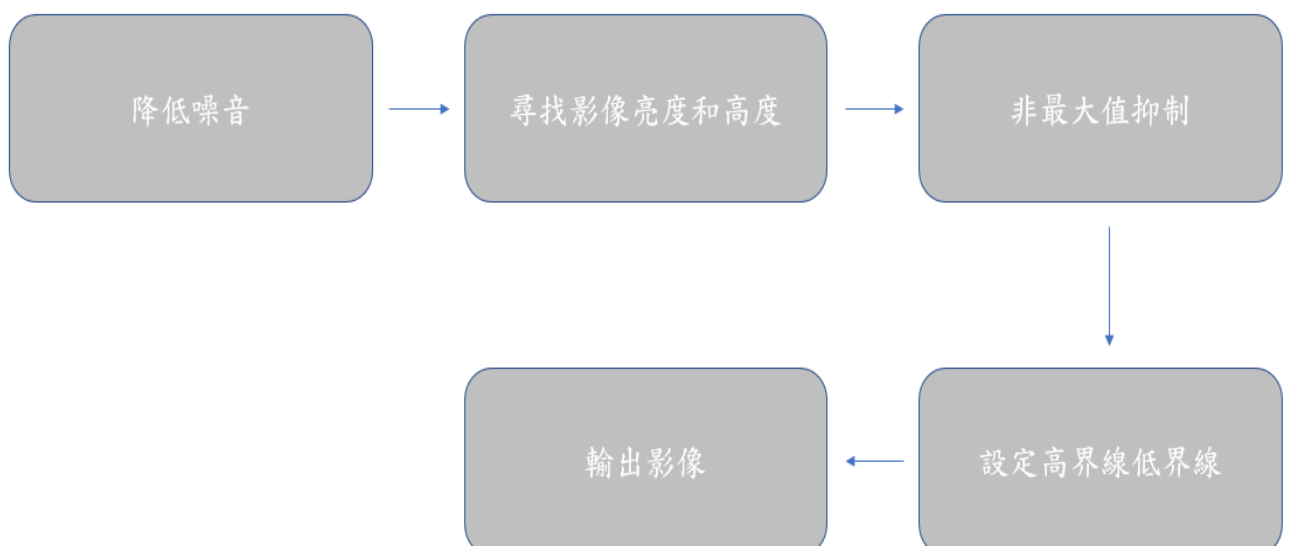 降低噪音
尋找影像亮度和高度
非最大值抑制
設定高界線低界線
輸出影像